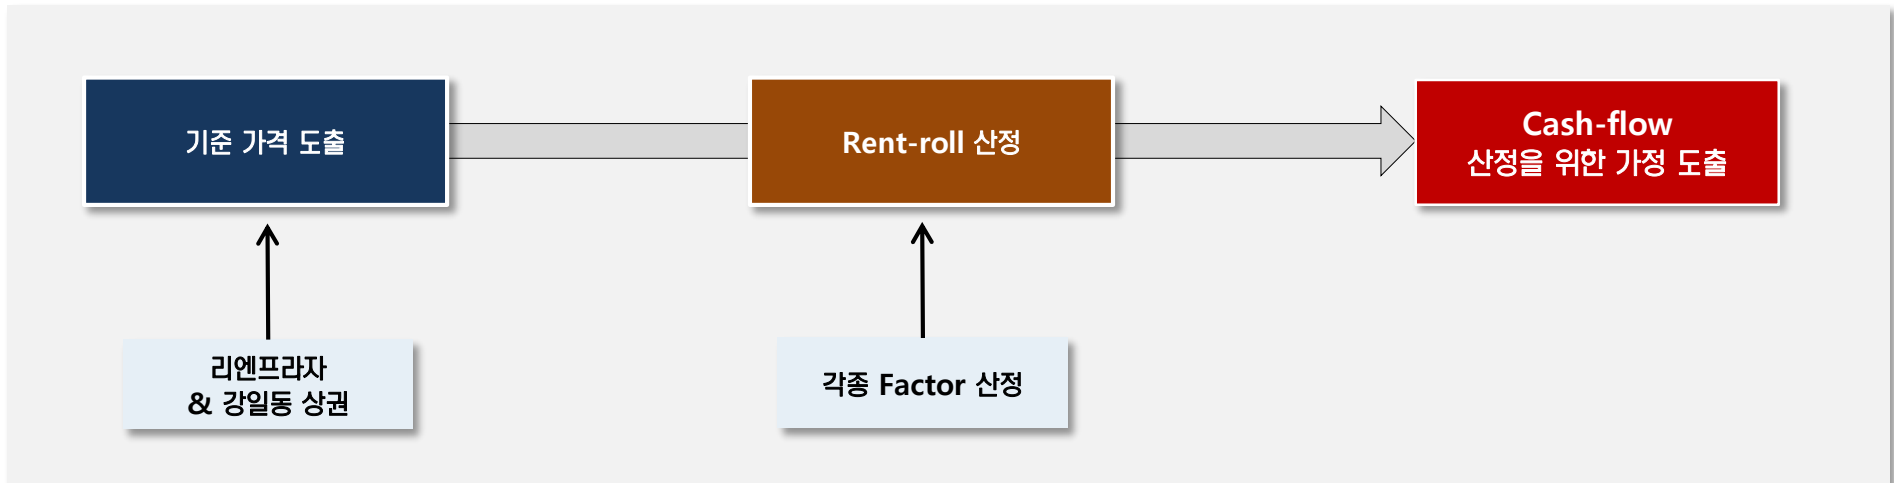 기준 가격 도출
Rent-roll 산정
Cash-flow
산정을 위한 가정 도출
리엔프라자
& 강일동 상권
각종 Factor 산정